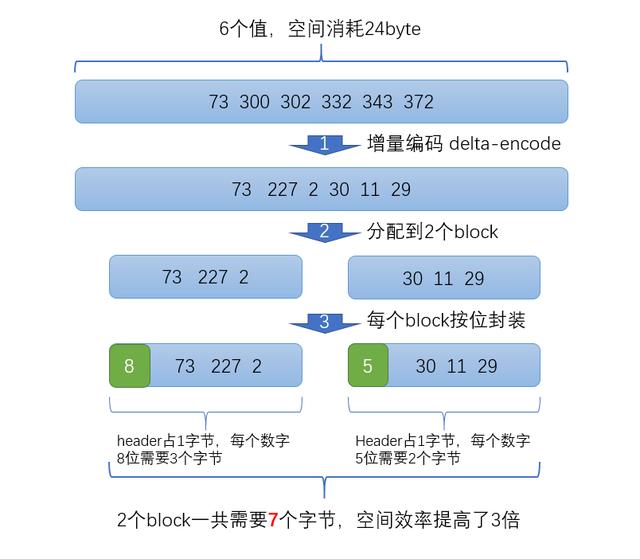 6个值，空间消耗24byte
73 300 302 332 343 372
1 增量编码 delta-encode
73 227 2 30 11 29
2 分配到2个block
73 227 2 30 11 29
3 每个block按位封装
8 73 227 2 5 30 11 29
header占1字节，每个数字
8位需要3个字节
Header占1字节，每个数字
5位需要2个字节
2个block一共需要7个字节，空间效率提高了3倍